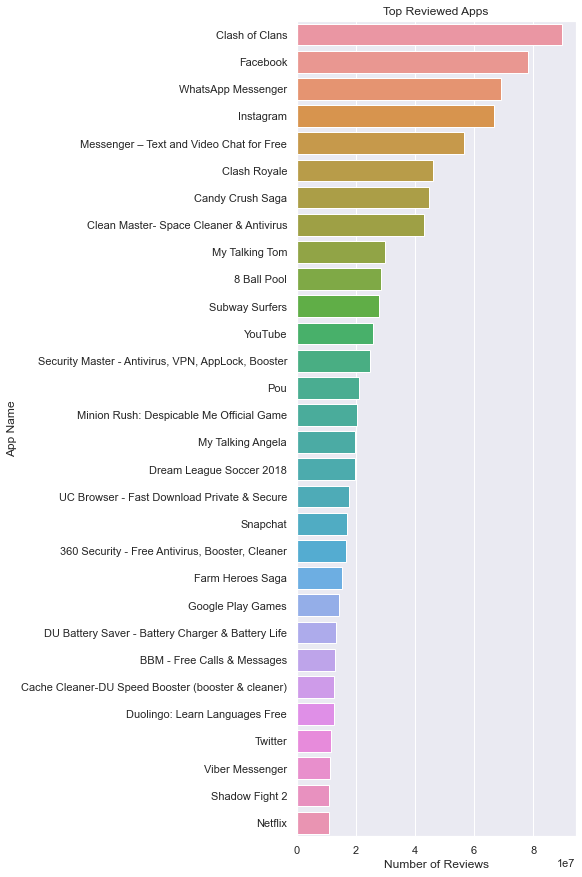 Top Reviewed Apps
Clash of Clans
Facebook
WhatsApp Messenger
Instagram
Messenger – Text and Video Chat for Free
Clash Royale
Candy Crush Saga
Clean Master- Space Cleaner & Antivirus
My Talking Tom
8 Ball Pool
Subway Surfers
YouTube
Security Master - Antivirus, VPN, AppLock, Booster
Pou
Minion Rush: Despicable Me Official Game
My Talking Angela
Dream League Soccer 2018
UC Browser - Fast Download Private & Secure
Snapchat
360 Security - Free Antivirus, Booster, Cleaner
Farm Heroes Saga
Google Play Games
DU Battery Saver - Battery Charger & Battery Life
BBM - Free Calls & Messages
Cache Cleaner-DU Speed Booster (booster & cleaner)
Duolingo: Learn Languages Free
Twitter
Viber Messenger
Shadow Fight 2
Netflix
App Name
0 2 4 6 8
Number of Reviews
1e7